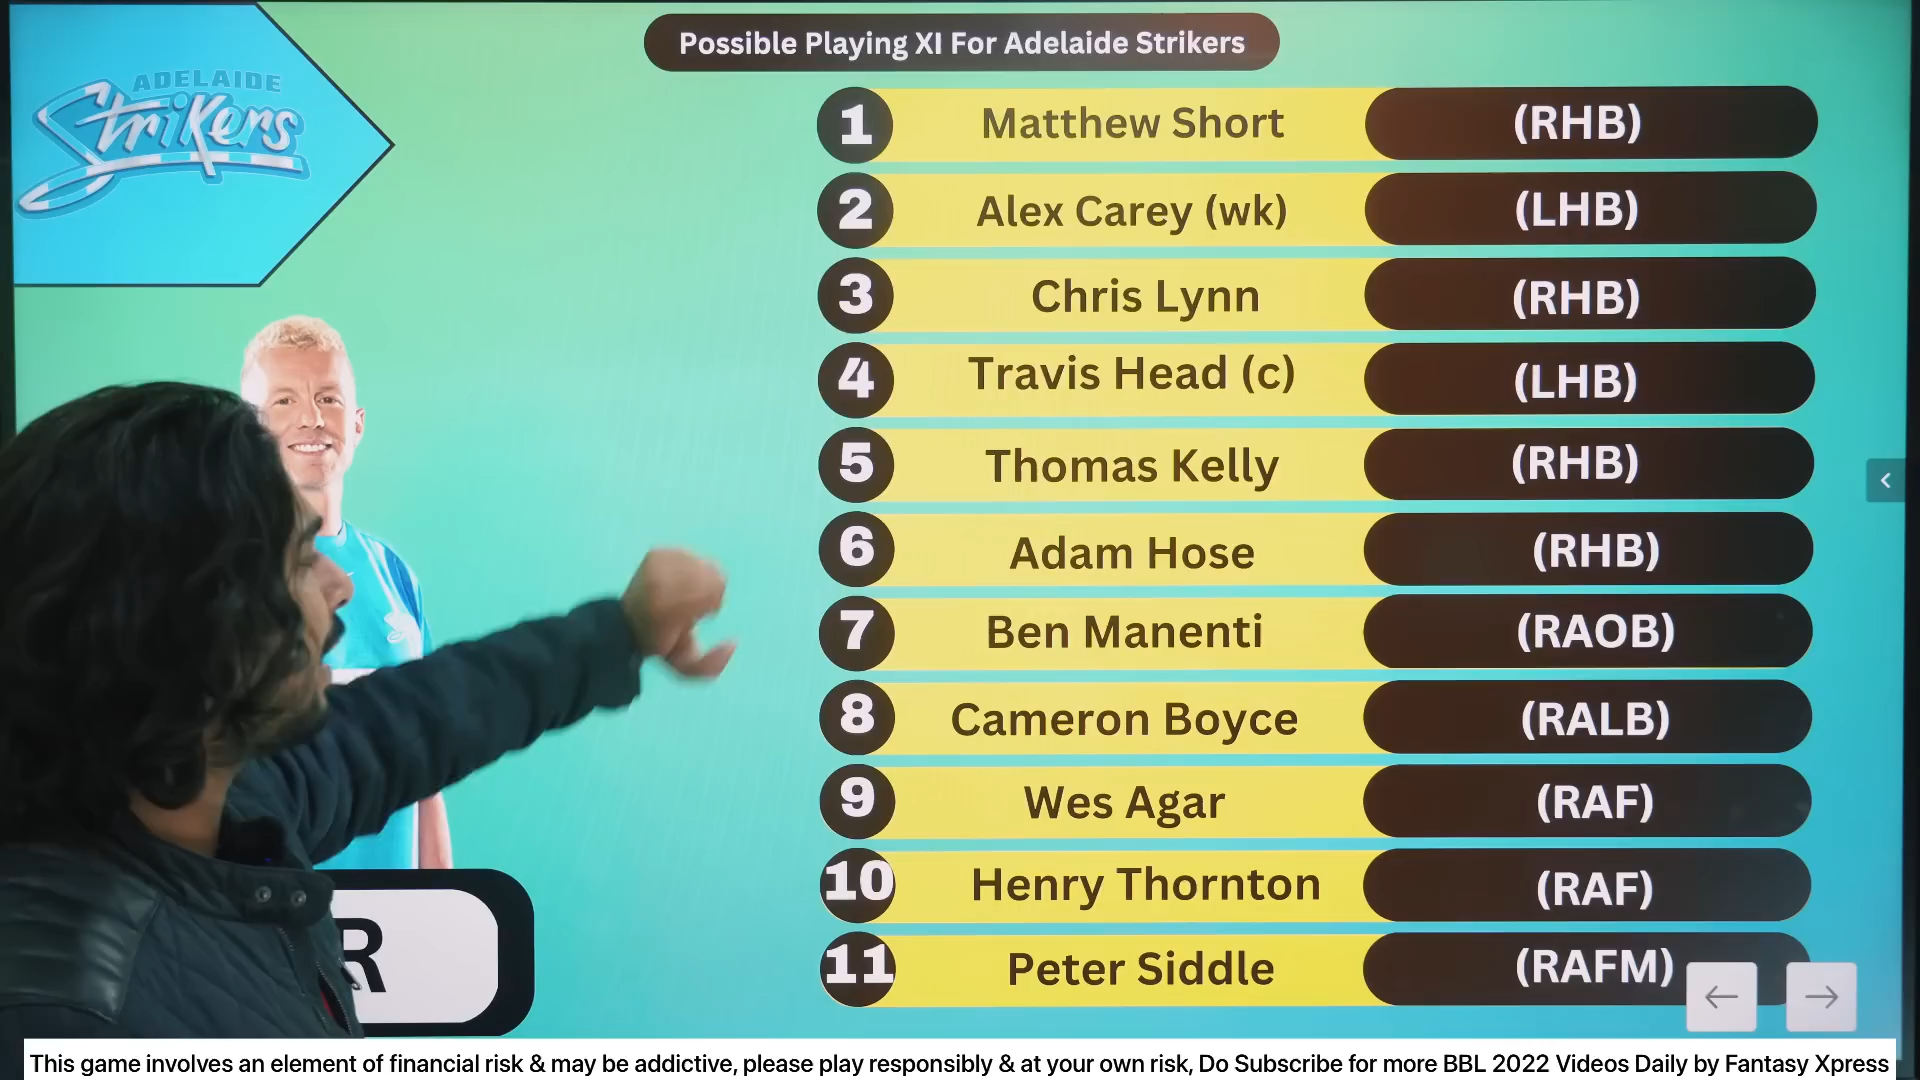 ADELAIDE
Strikers
Possible Playing XI For Adelaide Strikers
1 Matthew Short (RHB)
2 Alex Carey (wk) (LHB)
3 Chris Lynn (RHB)
4 Travis Head (c) (LHB)
5 Thomas Kelly (RHB)
6 Adam Hose (RHB)
7 Ben Manenti (RAOB)
8 Cameron Boyce (RALB)
9 Wes Agar (RAF)
10 Henry Thornton (RAF)
11 Peter Siddle (RAFM)
R
This game involves an element of financial risk & may be addictive, please play responsibly & at your own risk, Do Subscribe for more BBL 2022 Videos Daily by Fantasy Xpress